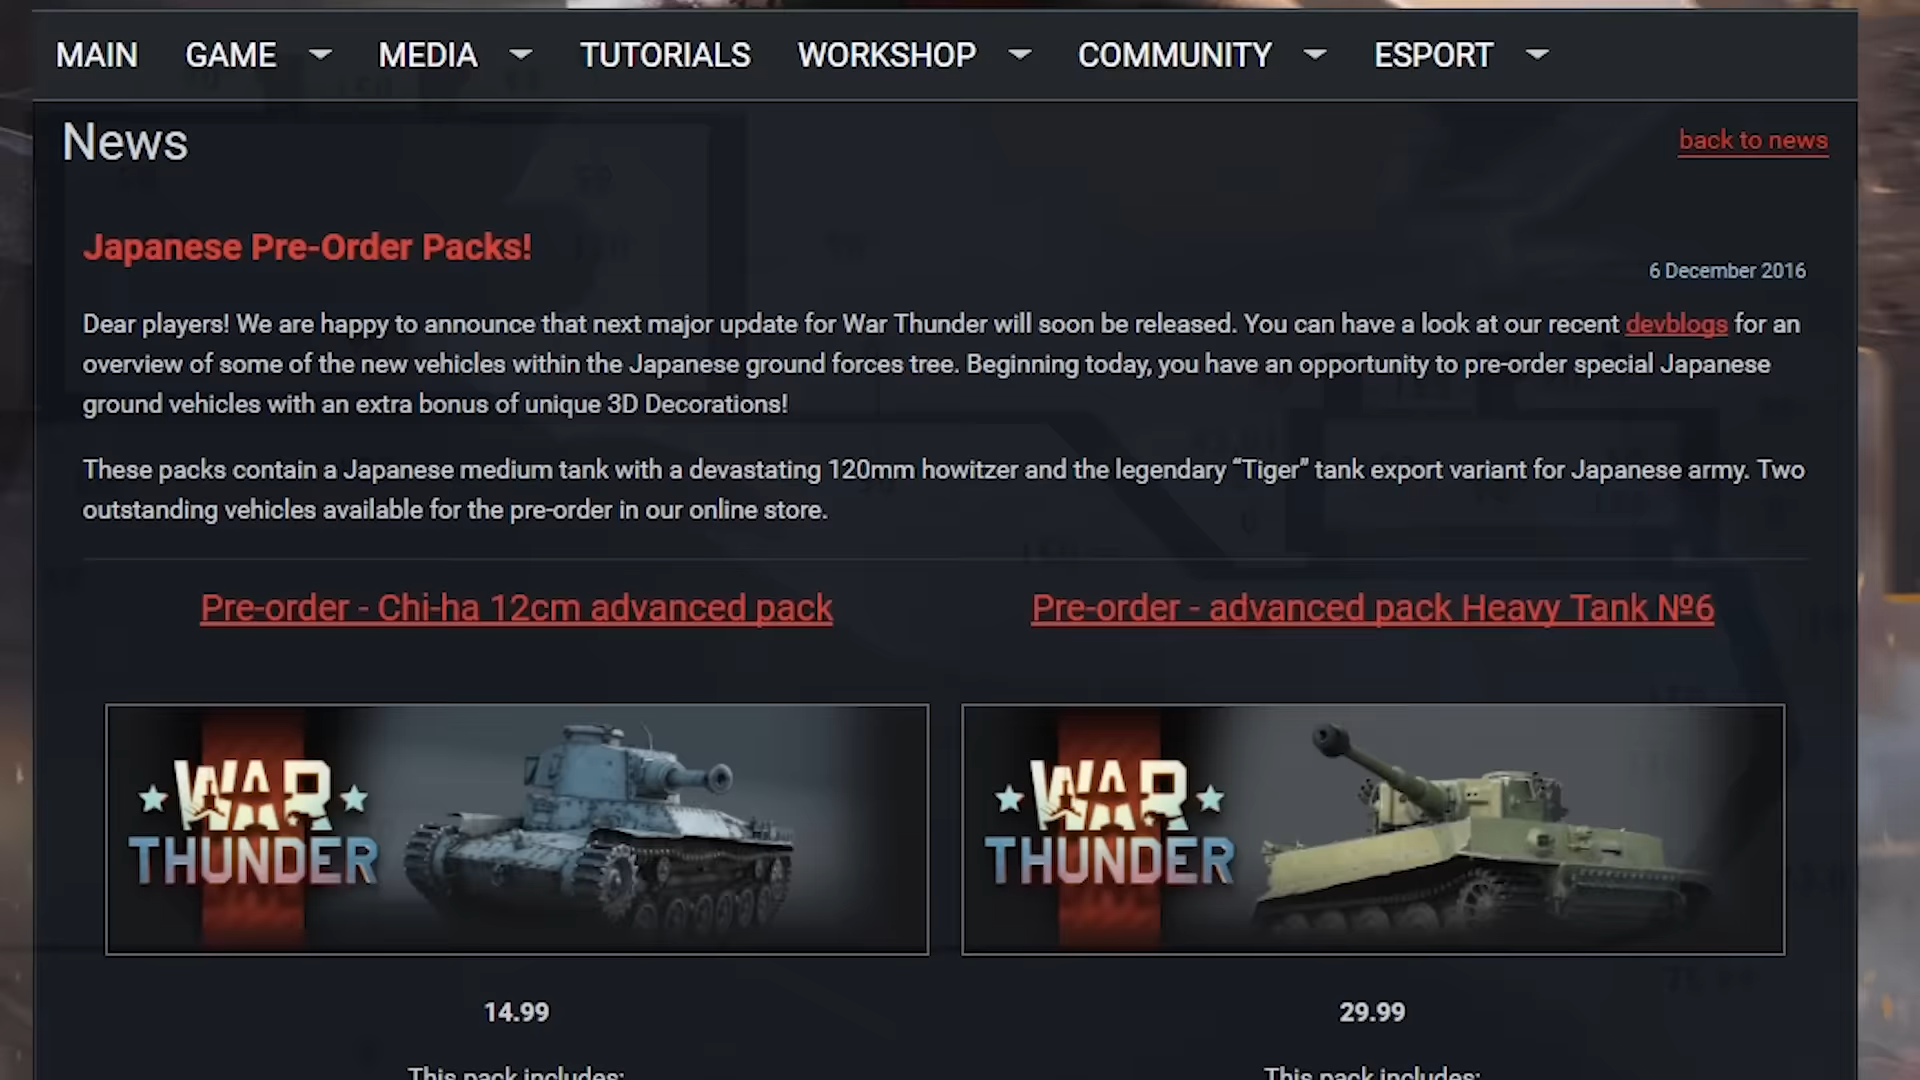 MAIN GAME MEDIA TUTORIALS WORKSHOP COMMUNITY ESPORT
News
back to news
Japanese Pre-Order Packs!
6 December 2016
Dear players! We are happy to announce that next major update for War Thunder will soon be released. You can have a look at our recent devblogs for an
overview of some of the new vehicles within the Japanese ground forces tree. Beginning today, you have an opportunity to pre-order special Japanese
ground vehicles with an extra bonus of unique 3D Decorations!
These packs contain a Japanese medium tank with a devastating 120mm howitzer and the legendary “Tiger” tank export variant for Japanese army. Two
outstanding vehicles available for the pre-order in our online store.
Pre-order - Chi-ha 12cm advanced pack
Pre-order - advanced pack Heavy Tank №6
WAR
THUNDER
WAR
THUNDER
14.99
29.99
This pack includes:
This pack includes: